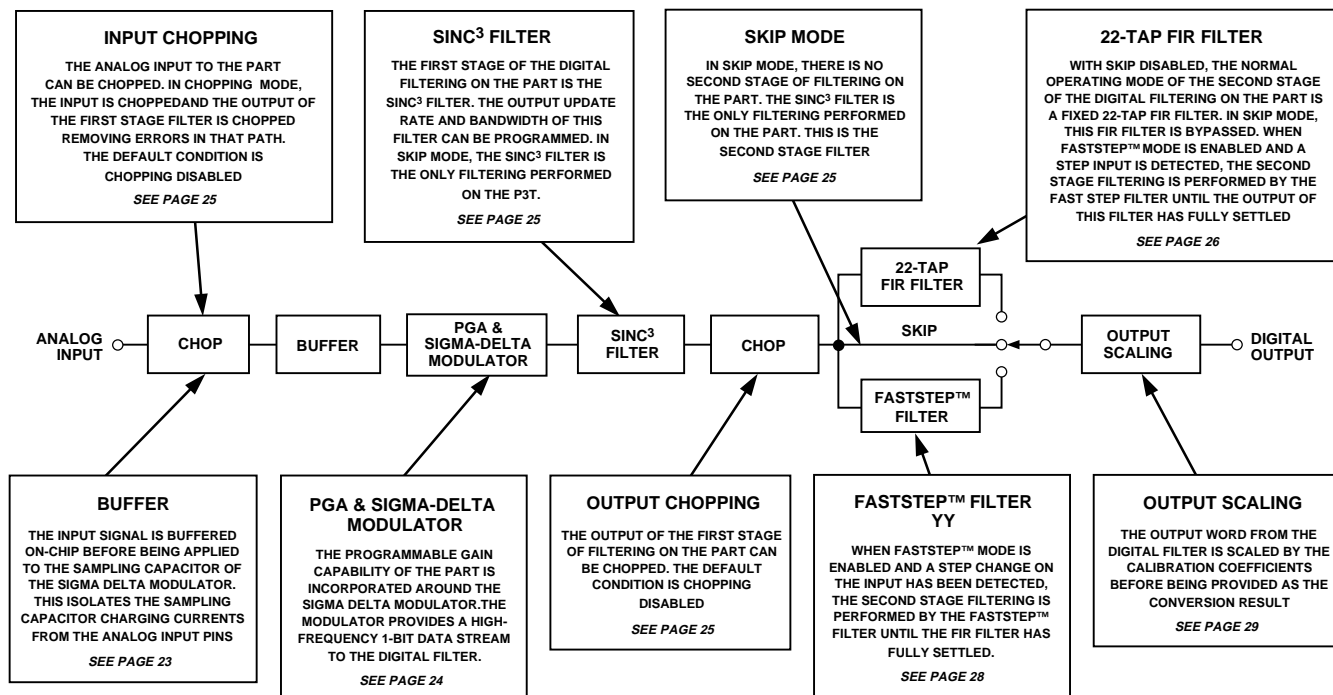 INPUT CHOPPING
THE ANALOG INPUT TO THE PART
CAN BE CHOPPED. IN CHOPPING MODE,
THE INPUT IS CHOPPEDAND THE OUTPUT OF
THE FIRST STAGE FILTER IS CHOPPED
REMOVING ERRORS IN THAT PATH.
THE DEFAULT CONDITION IS
CHOPPING DISABLED
SEE PAGE 25
SINC³ FILTER
THE FIRST STAGE OF THE DIGITAL
FILTERING ON THE PART IS THE
SINC³ FILTER. THE OUTPUT UPDATE
RATE AND BANDWIDTH OF THIS
FILTER CAN BE PROGRAMMED. IN
SKIP MODE, THE SINC³ FILTER IS
THE ONLY FILTERING PERFORMED
ON THE P3T.
SEE PAGE 25
SKIP MODE
IN SKIP MODE, THERE IS NO
SECOND STAGE OF FILTERING ON
THE PART. THE SINC³ FILTER IS
THE ONLY FILTERING PERFORMED
ON THE PART. THIS IS THE
SECOND STAGE FILTER
SEE PAGE 25
22-TAP FIR FILTER
WITH SKIP DISABLED, THE NORMAL
OPERATING MODE OF THE SECOND STAGE
OF THE DIGITAL FILTERING ON THE PART IS
A FIXED 22-TAP FIR FILTER. IN SKIP MODE,
THIS FIR FILTER IS BYPASSED. WHEN
FASTSTEP™ MODE IS ENABLED AND A
STEP INPUT IS DETECTED, THE SECOND
STAGE FILTERING IS PERFORMED BY THE
FAST STEP FILTER UNTIL THE OUTPUT OF
THIS FILTER HAS FULLY SETTLED
SEE PAGE 26
ANALOG
INPUT
CHOP
BUFFER
PGA &
SIGMA-DELTA
MODULATOR
SINC³
FILTER
CHOP
22-TAP
FIR FILTER
SKIP
FASTSTEP™
FILTER
OUTPUT
SCALING
DIGITAL
OUTPUT
BUFFER
THE INPUT SIGNAL IS BUFFERED
ON-CHIP BEFORE BEING APPLIED
TO THE SAMPLING CAPACITOR OF
THE SIGMA DELTA MODULATOR.
THIS ISOLATES THE SAMPLING
CAPACITOR CHARGING CURRENTS
FROM THE ANALOG INPUT PINS
SEE PAGE 23
PGA & SIGMA-DELTA
MODULATOR
THE PROGRAMMABLE GAIN
CAPABILITY OF THE PART IS
INCORPORATED AROUND THE
SIGMA DELTA MODULATOR.THE
MODULATOR PROVIDES A HIGH-
FREQUENCY 1-BIT DATA STREAM
TO THE DIGITAL FILTER.
SEE PAGE 24
OUTPUT CHOPPING
THE OUTPUT OF THE FIRST STAGE
OF FILTERING ON THE PART CAN
BE CHOPPED. THE DEFAULT
CONDITION IS CHOPPING
DISABLED
SEE PAGE 25
FASTSTEP™ FILTER
YY
WHEN FASTSTEP™ MODE IS
ENABLED AND A STEP CHANGE ON
THE INPUT HAS BEEN DETECTED,
THE SECOND STAGE FILTERING IS
PERFORMED BY THE FASTSTEP™
FILTER UNTIL THE FIR FILTER HAS
FULLY SETTLED.
SEE PAGE 28
OUTPUT SCALING
THE OUTPUT WORD FROM THE
DIGITAL FILTER IS SCALED BY THE
CALIBRATION COEFFICIENTS
BEFORE BEING PROVIDED AS THE
CONVERSION RESULT
SEE PAGE 29